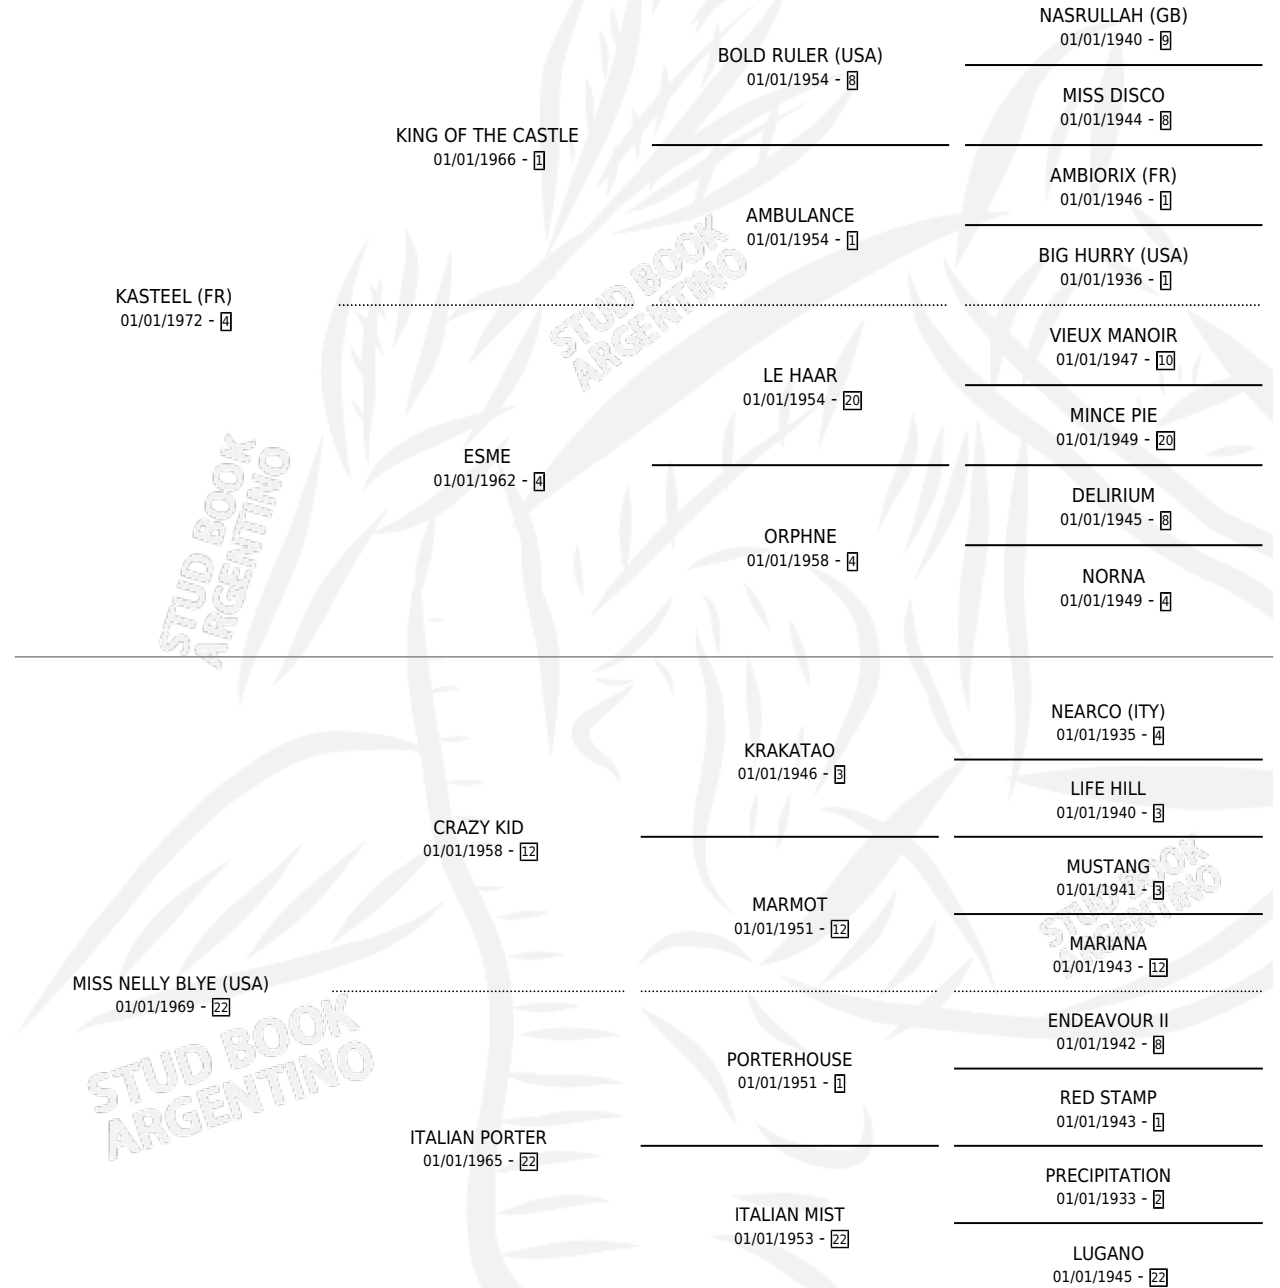 NASRULLAH (GB)
01/01/1940 - 9
BOLD RULER (USA)
01/01/1954 - 8
MISS DISCO
01/01/1944 - 8
KING OF THE CASTLE
01/01/1966 - 1
AMBIORIX (FR)
01/01/1946 - 1
AMBULANCE
01/01/1954 - 1
BIG HURRY (USA)
01/01/1936 - 1
KASTEEL (FR)
01/01/1972 - 4
VIEUX MANOIR
01/01/1947 - 10
LE HAAR
01/01/1954 - 20
MINCE PIE
01/01/1949 - 20
ESME
01/01/1962 - 4
DELIRIUM
01/01/1945 - 8
ORPHNE
01/01/1958 - 4
NORNA
01/01/1949 - 4
STUD BOOK
ARGENTINO
STUD BOOK
ARGENTINO
NEARCO (ITY)
01/01/1935 - 4
KRAKATAO
01/01/1946 - 3
LIFE HILL
01/01/1940 - 3
CRAZY KID
01/01/1958 - 12
MUSTANG
01/01/1941 - 3
MARMOT
01/01/1951 - 12
MARIANA
01/01/1943 - 12
MISS NELLY BLYE (USA)
01/01/1969 - 22
ENDEAVOUR II
01/01/1942 - 8
PORTERHOUSE
01/01/1951 - 1
RED STAMP
01/01/1943 - 1
ITALIAN PORTER
01/01/1965 - 22
PRECIPITATION
01/01/1933 - 2
ITALIAN MIST
01/01/1953 - 22
LUGANO
01/01/1945 - 22
STUD BOOK
ARGENTINO
STUD BOOK
ARGENTINO